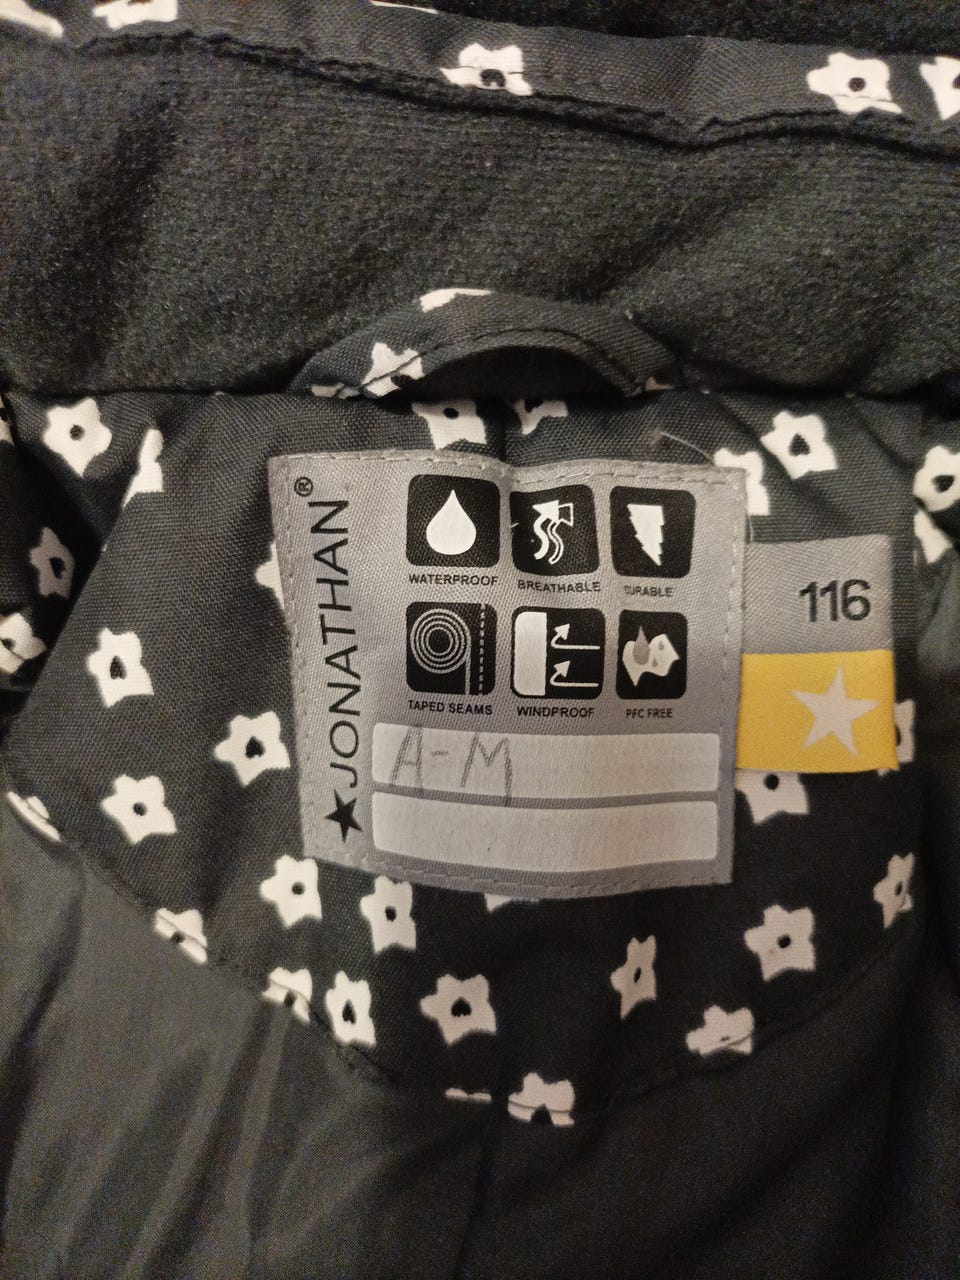 JONATHAN®
WATERPROOF BREATHABLE DURABLE
TAPED SEAMS WINDPROOF PFC FREE
A-M
116